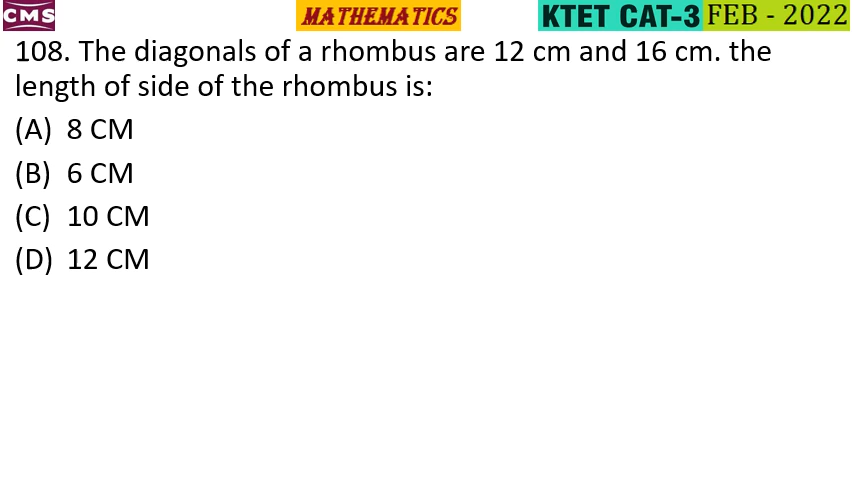 CMS MATHEMATICS KTET CAT-3 FEB - 2022
108. The diagonals of a rhombus are 12 cm and 16 cm. the
length of side of the rhombus is:
(A) 8 CM
(B) 6 CM
(C) 10 CM
(D) 12 CM